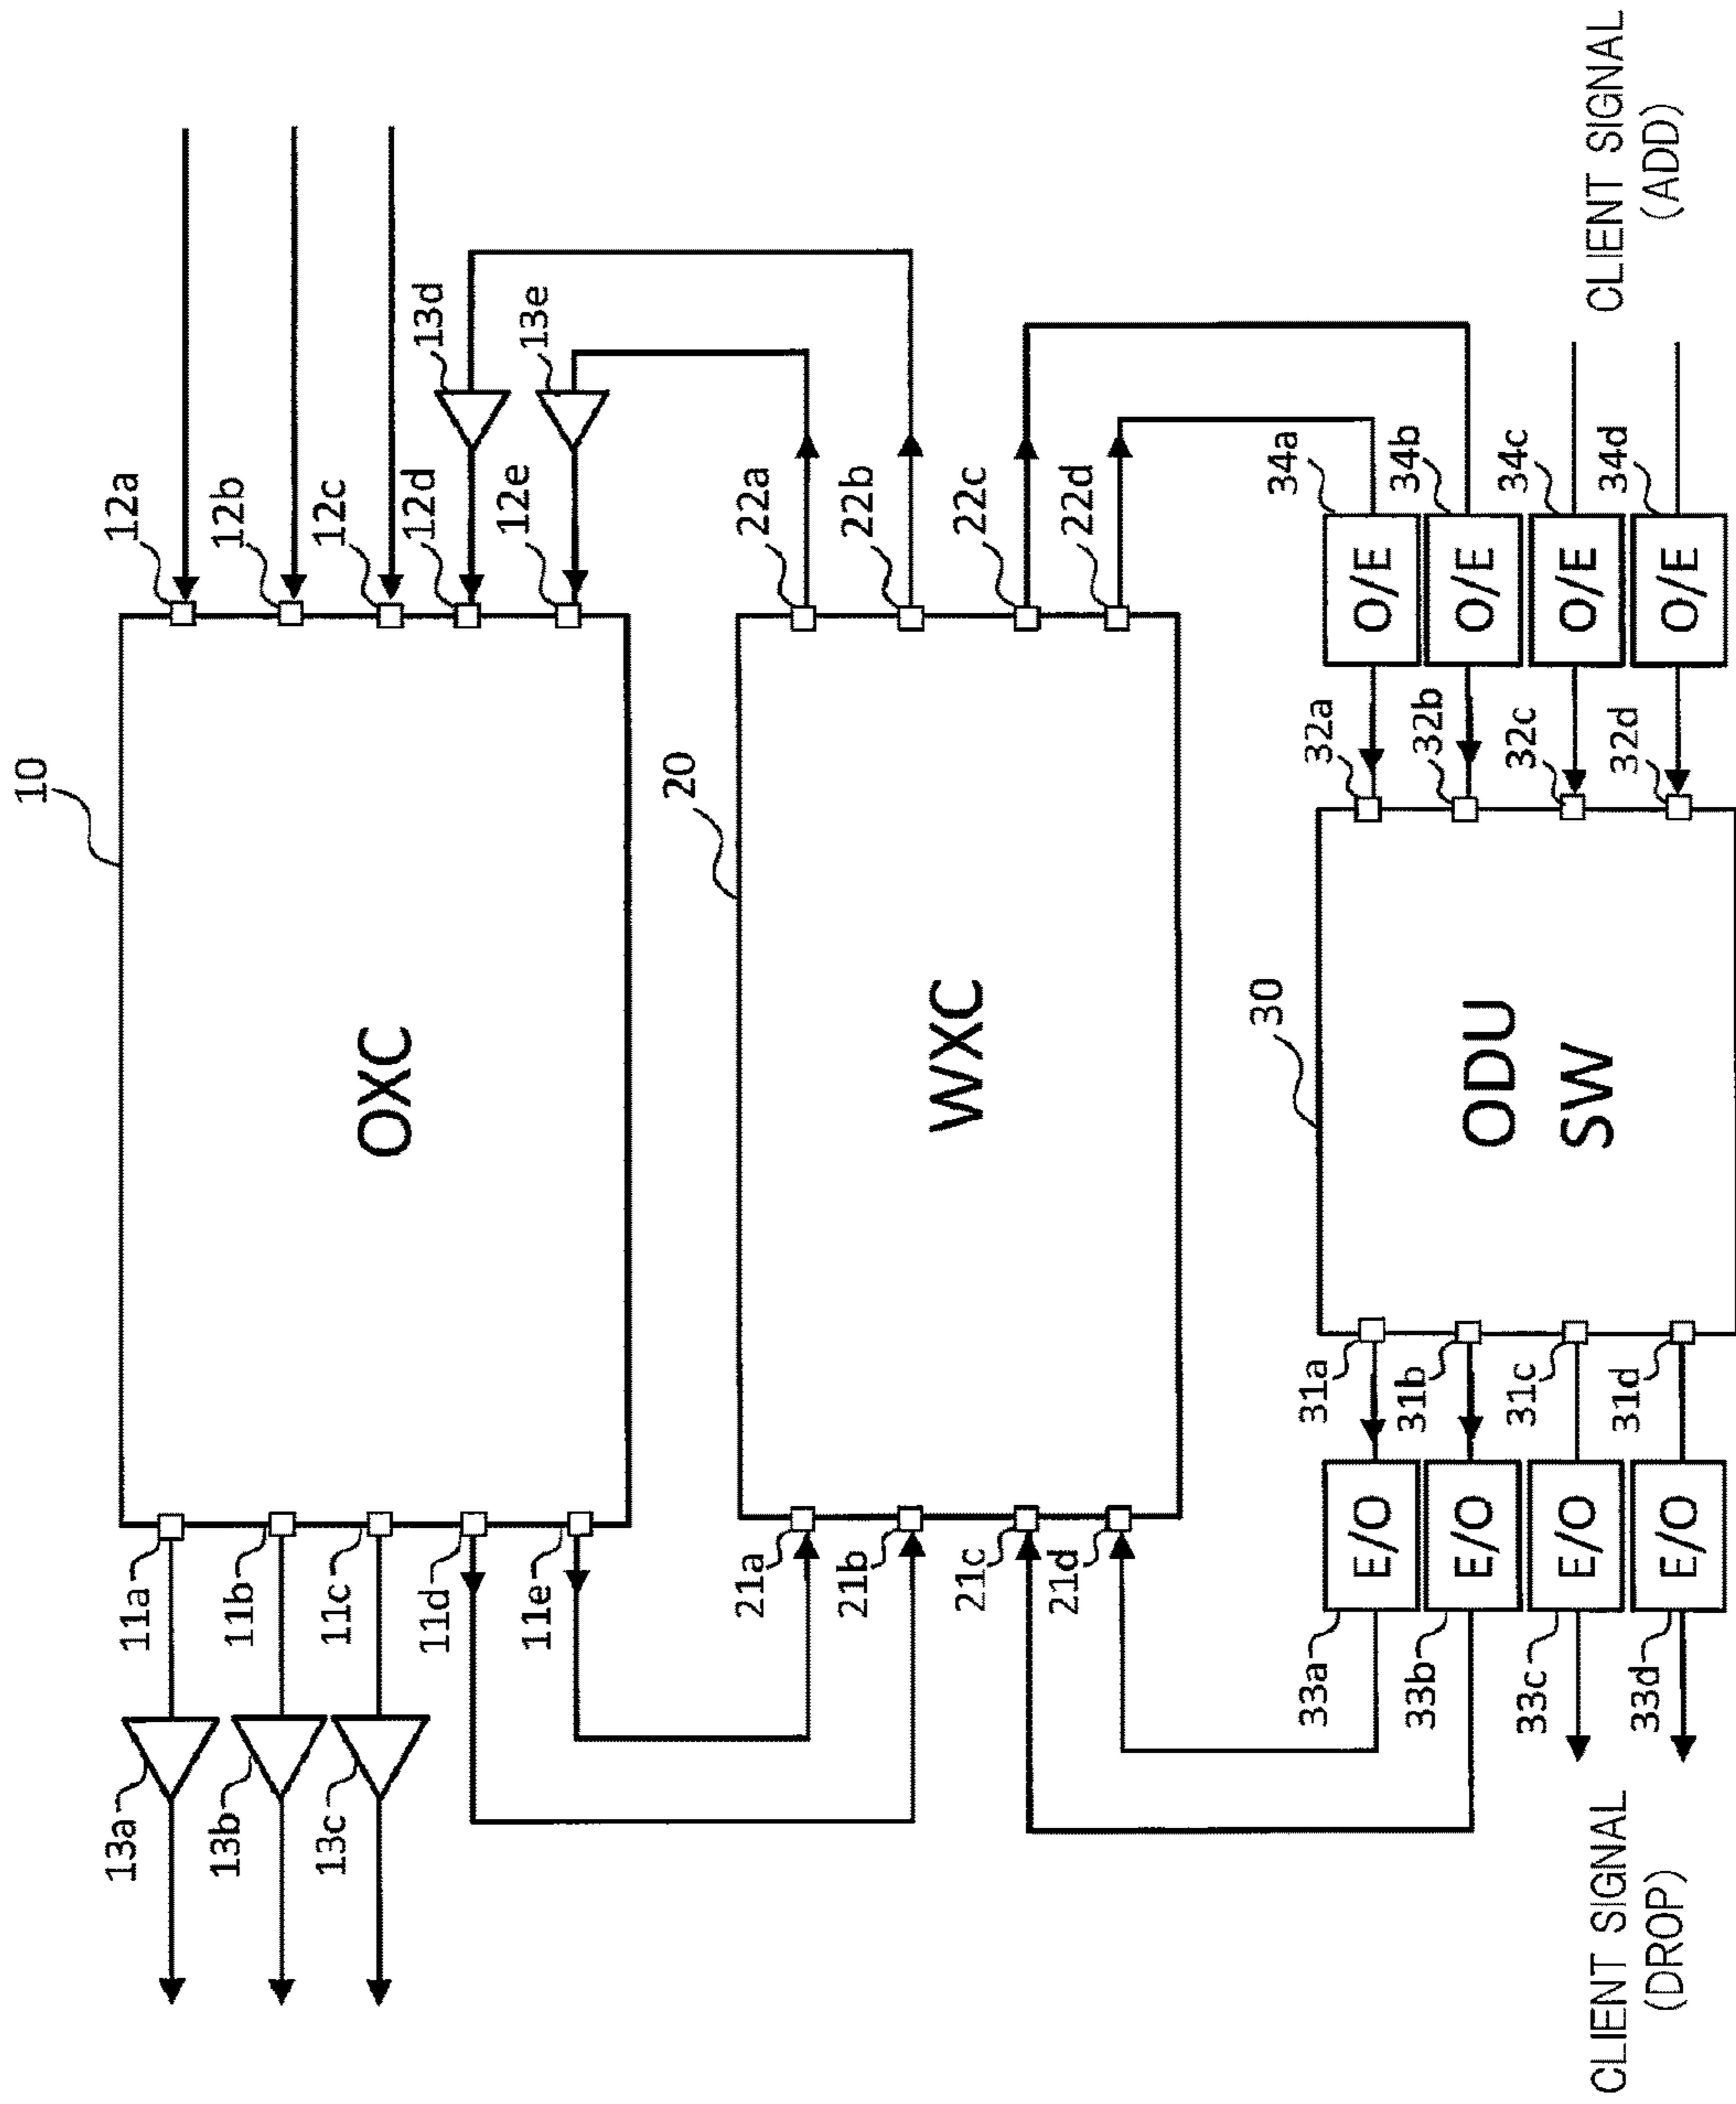 10
OXC
11a
11b
11c
11d
11e
12a
12b
12c
12d
12e
13a
13b
13c
13d
13e
20
WXC
21a
21b
21c
21d
22a
22b
22c
22d
30
ODU
SW
31a
31b
31c
31d
32a
32b
32c
32d
33a
33b
33c
33d
E/O
E/O
E/O
E/O
34a
34b
34c
34d
O/E
O/E
O/E
O/E
CLIENT SIGNAL
(DROP)
CLIENT SIGNAL
(ADD)